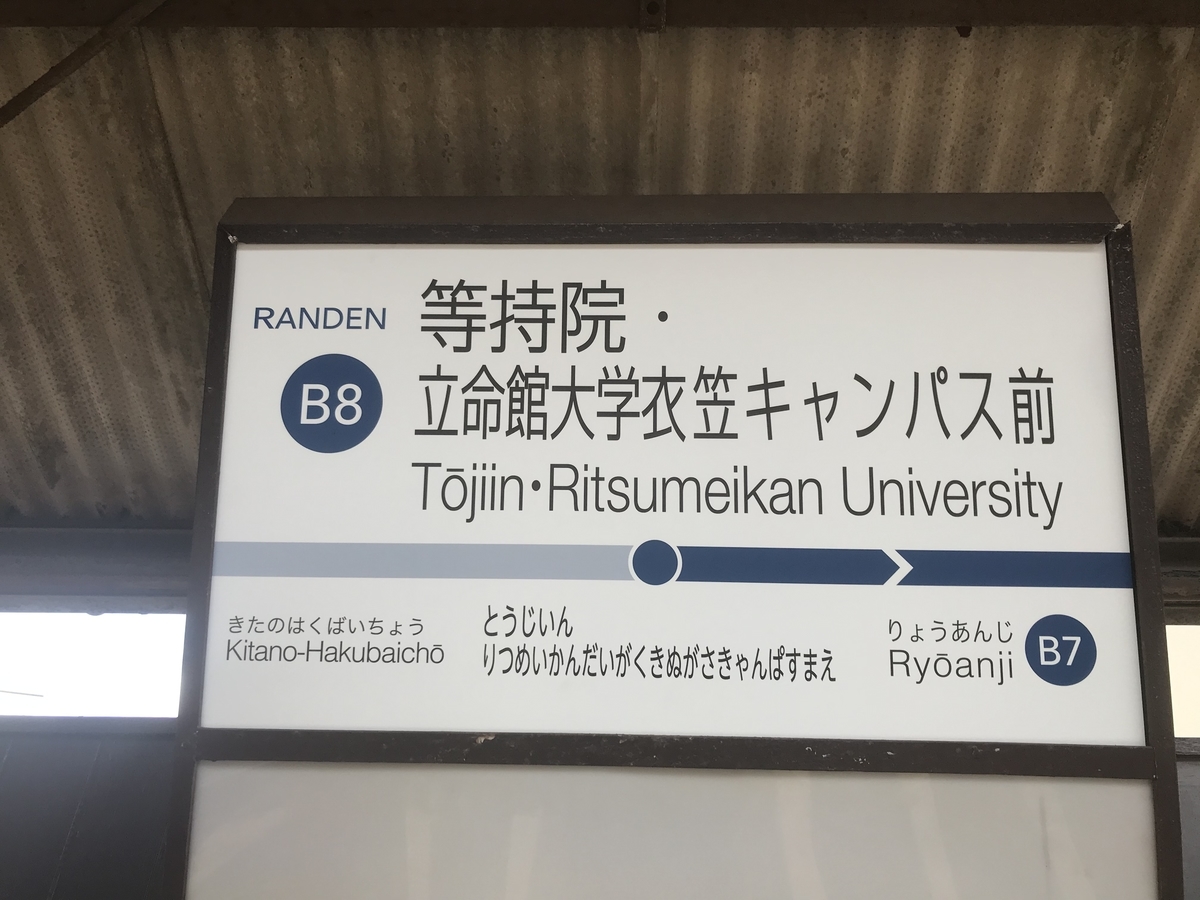 RANDEN
B8
等持院・
立命館大学衣笠キャンパス前
Tōjiin・Ritsumeikan University
きたのはくばいちょう
Kitano-Hakubaichō
とうじいん
りつめいかんだいがくきぬがさきゃんぱすまえ
りょうあんじ
Ryōanji
B7